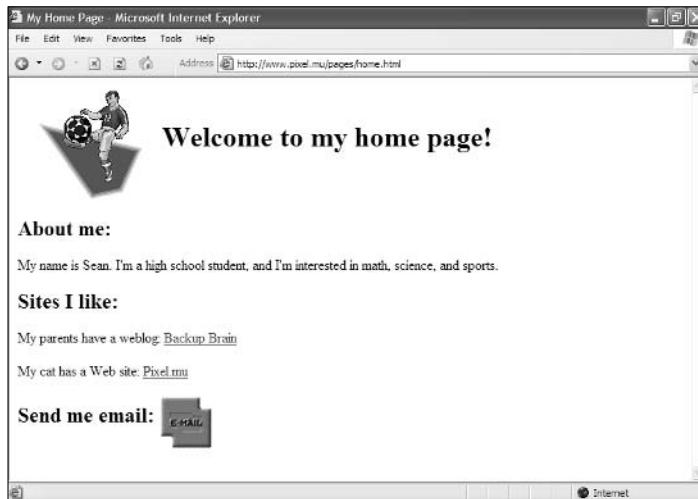 My Home Page - Microsoft Internet Explorer
File Edit View Favorites Tools Help
Address http://www.pixel.mu/pages/home.html
Welcome to my home page!
About me:
My name is Sean. I'm a high school student, and I'm interested in math, science, and sports.
Sites I like:
My parents have a weblog: Backup Brain
My cat has a Web site: Pixel.mu
Send me email: E-MAIL
Internet